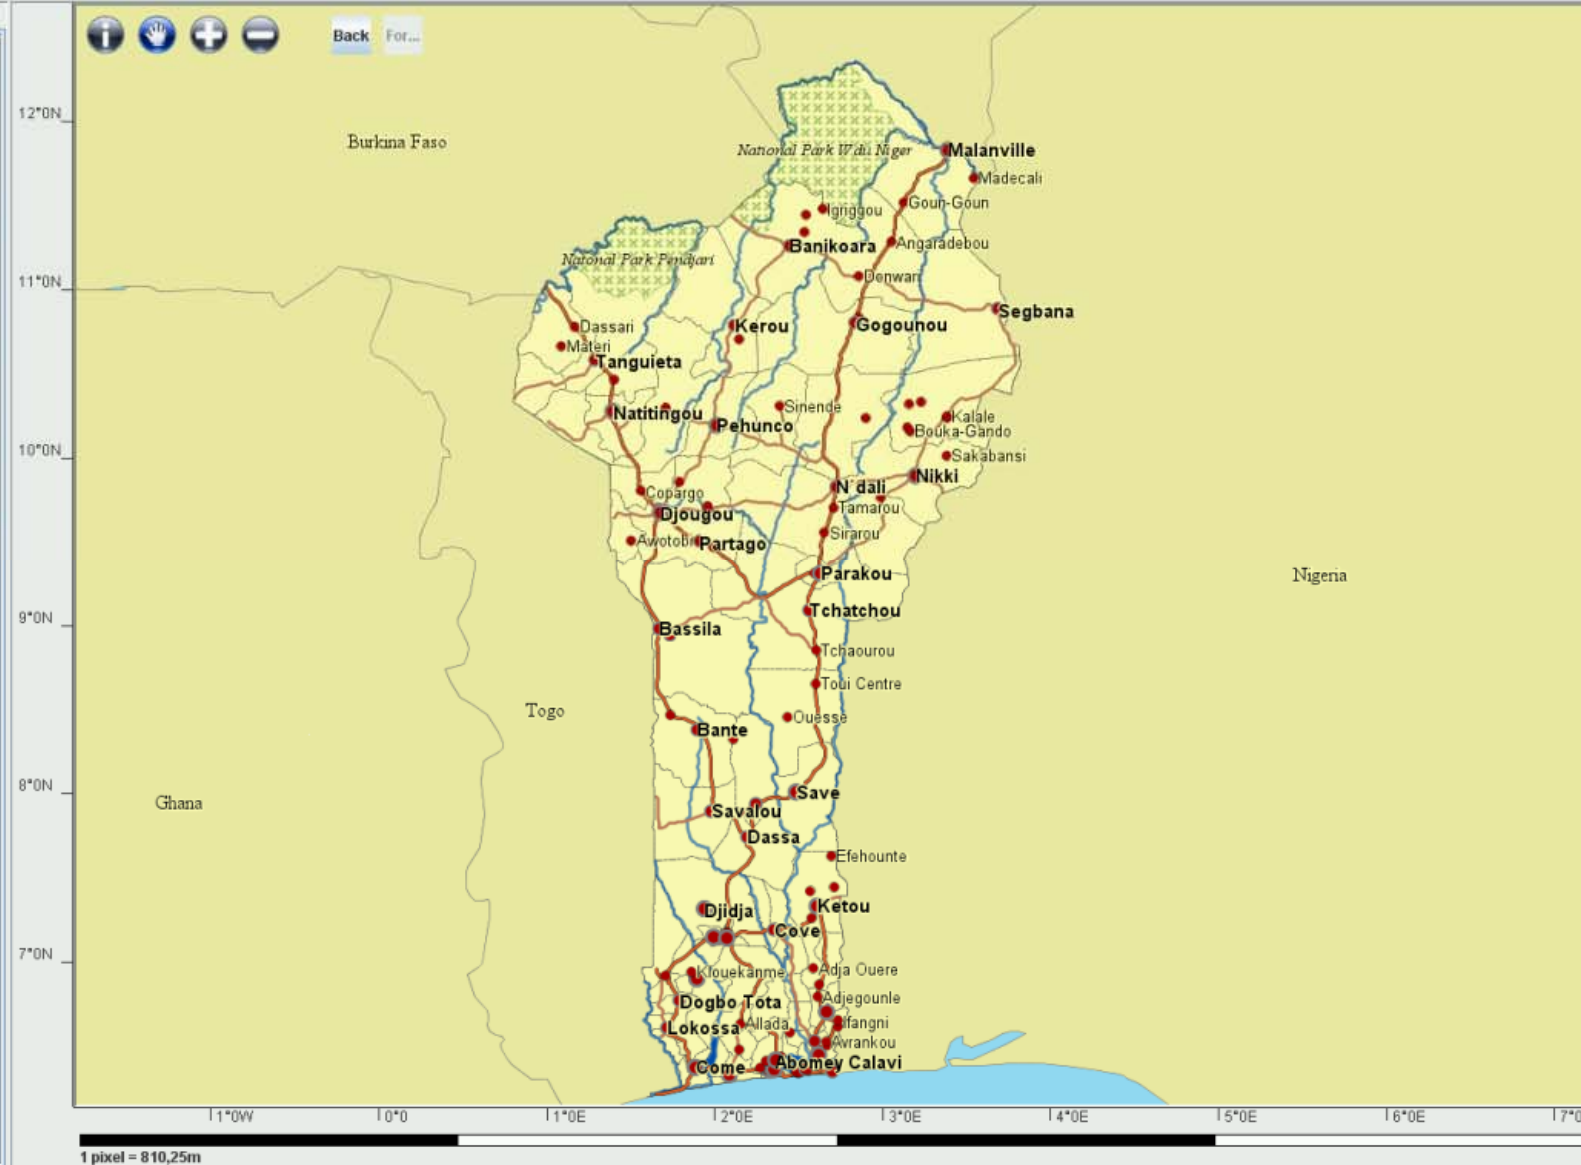 i
Back
For...
12°0N
Burkina Faso
National Park W du Niger
Malanville
Madecali
Goun-Goun
Igriggou
Banikoara
Angaradebou
National Park Pendjari
11°0N
Donwari
Segbana
Kerou
Gogounou
Dassari
Materi
Tanguieta
Natitingou
Sinende
Kalale
Pehunco
Bouka-Gando
10°0N
Sakabansi
Nikki
N'dali
Copargo
Tamarou
Djougou
Awotobi
Partago
Sirarou
Parakou
Nigeria
9°0N
Tchatchou
Bassila
Tchaourou
Toui Centre
Togo
Ouesse
Bante
8°0N
Save
Ghana
Savalou
Dassa
Efehounte
Djidja
Ketou
Cove
7°0N
Klouekanme
Adja Ouere
Dogbo Tota
Adjegounle
Lokossa
Allada
Ifangni
Avrankou
Come
Abomey Calavi
1°0W
0°0
1°0E
2°0E
3°0E
4°0E
5°0E
6°0E
7°0
1 pixel = 810,25m